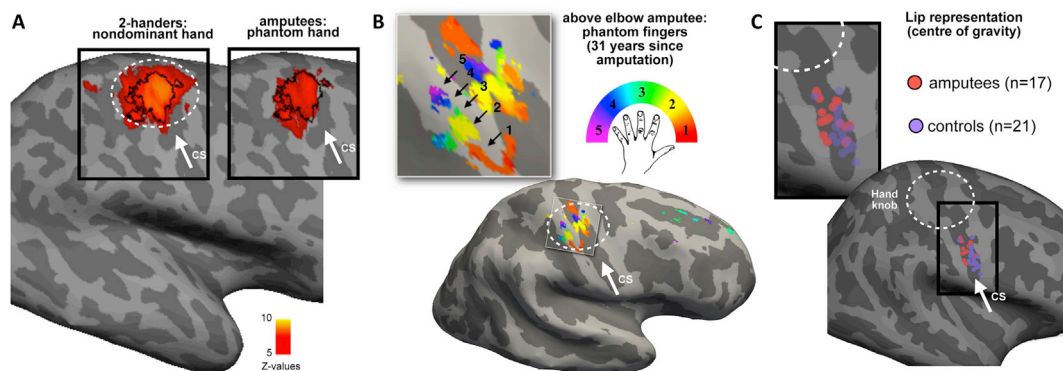 A
2-handers:
nondominant hand
amputees:
phantom hand
CS
CS
10
5
Z-values
B
above elbow amputee:
phantom fingers
(31 years since
amputation)
5
4
3
2
1
5
4
3
2
1
CS
C
Lip representation
(centre of gravity)
amputees (n=17)
controls (n=21)
Hand
knob
CS